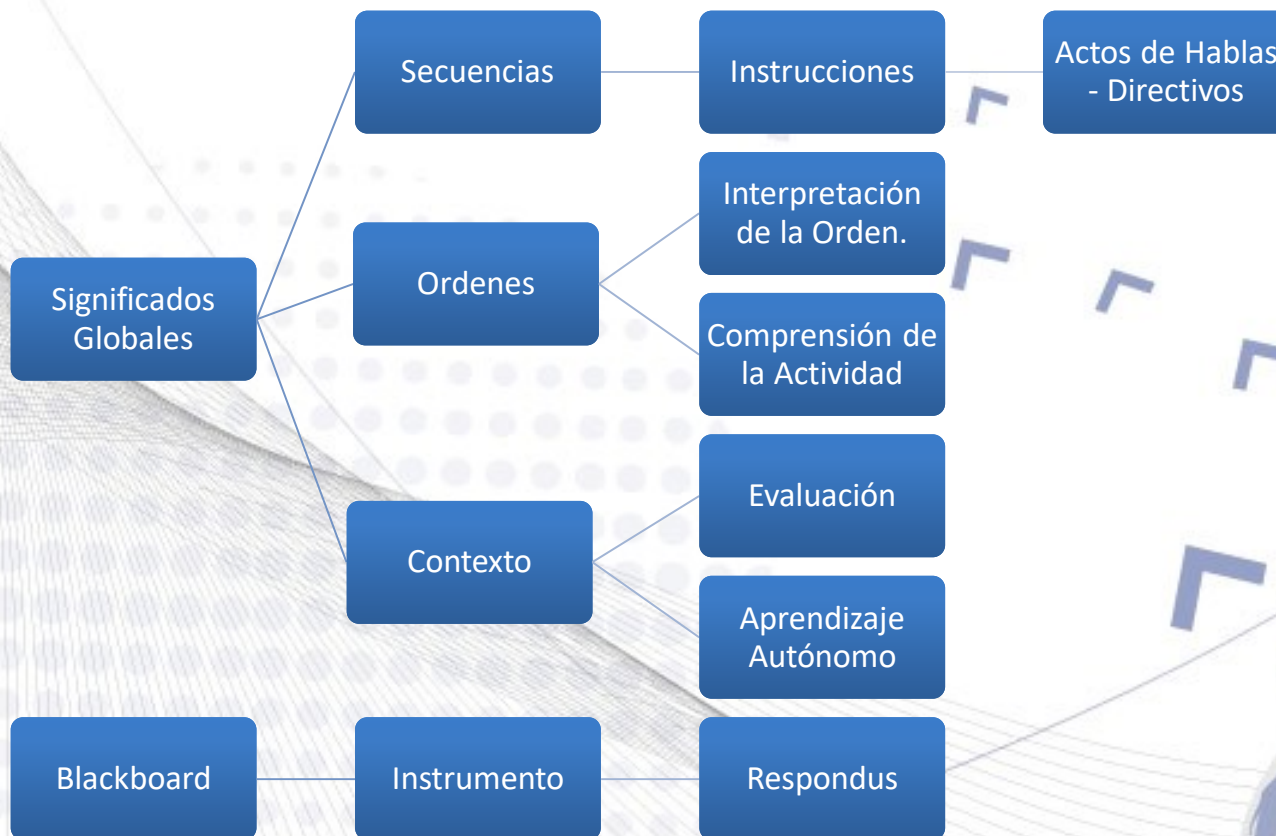 Secuencias
Instrucciones
Actos de Hablas
- Directivos
Interpretación
de la Orden.
Ordenes
Significados
Globales
Comprensión de
la Actividad
Evaluación
Contexto
Aprendizaje
Autónomo
Blackboard
Instrumento
Respondus